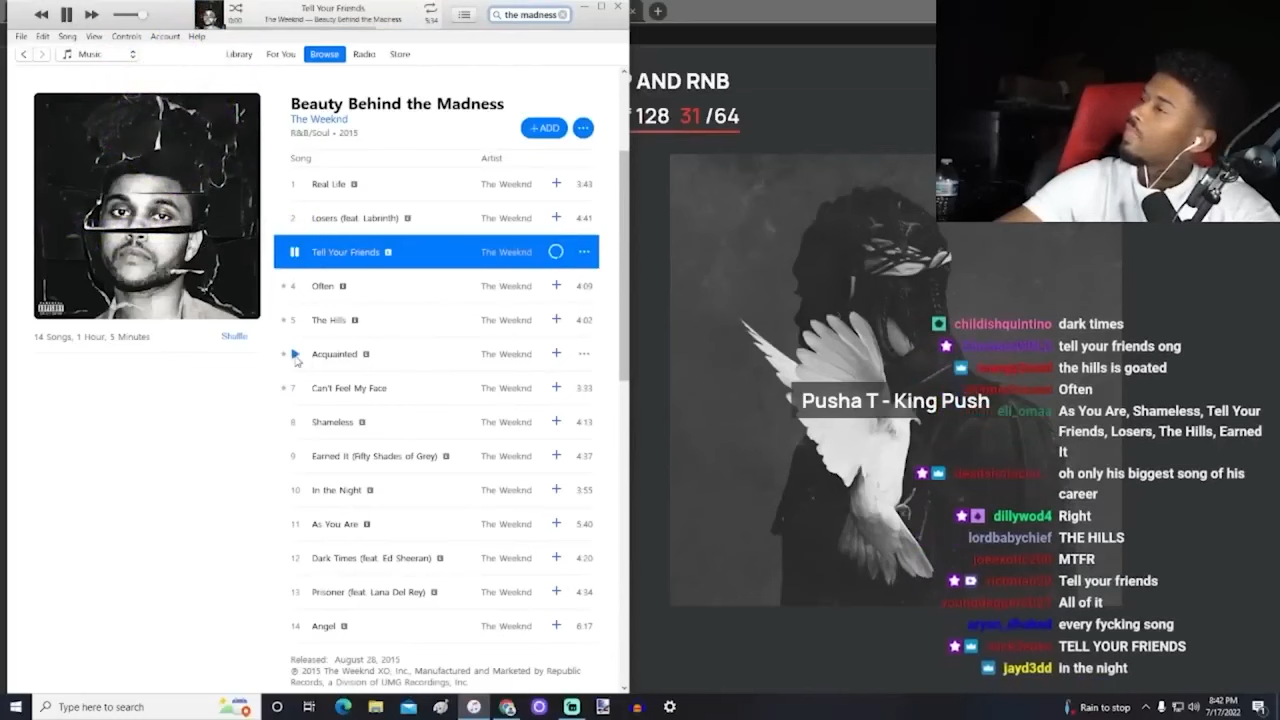 Tell Your Friends
The Weeknd — Beauty Behind the Madness
0:00
5:34
the madness
File Edit Song View Controls Account Help
Music
Library For You Browse Radio Store
Beauty Behind the Madness
The Weeknd
R&B/Soul • 2015
+ ADD
14 Songs, 1 Hour, 5 Minutes
Shuffle
Song Artist
1 Real Life The Weeknd 3:43
2 Losers (feat. Labrinth) The Weeknd 4:41
Tell Your Friends The Weeknd
4 Often The Weeknd 4:09
5 The Hills The Weeknd 4:02
Acquainted The Weeknd
7 Can't Feel My Face The Weeknd 3:33
8 Shameless The Weeknd 4:13
9 Earned It (Fifty Shades of Grey) The Weeknd 4:37
10 In the Night The Weeknd 3:55
11 As You Are The Weeknd 5:40
12 Dark Times (feat. Ed Sheeran) The Weeknd 4:20
13 Prisoner (feat. Lana Del Rey) The Weeknd 4:34
14 Angel The Weeknd 6:17
Released: August 28, 2015
℗ 2015 The Weeknd XO, Inc., Manufactured and Marketed by Republic
Records, a Division of UMG Recordings, Inc.
AND RNB
128 31 /64
Pusha T - King Push
childishquintino dark times
tell your friends ong
the hills is goated
Often
eli_omaa As You Are, Shameless, Tell Your
Friends, Losers, The Hills, Earned
It
oh only his biggest song of his
career
dillywod4 Right
lordbabychief THE HILLS
MTFR
Tell your friends
All of it
every fycking song
TELL YOUR FRIENDS
jayd3dd In the night
Type here to search
Rain to stop
8:42 PM
7/17/2022